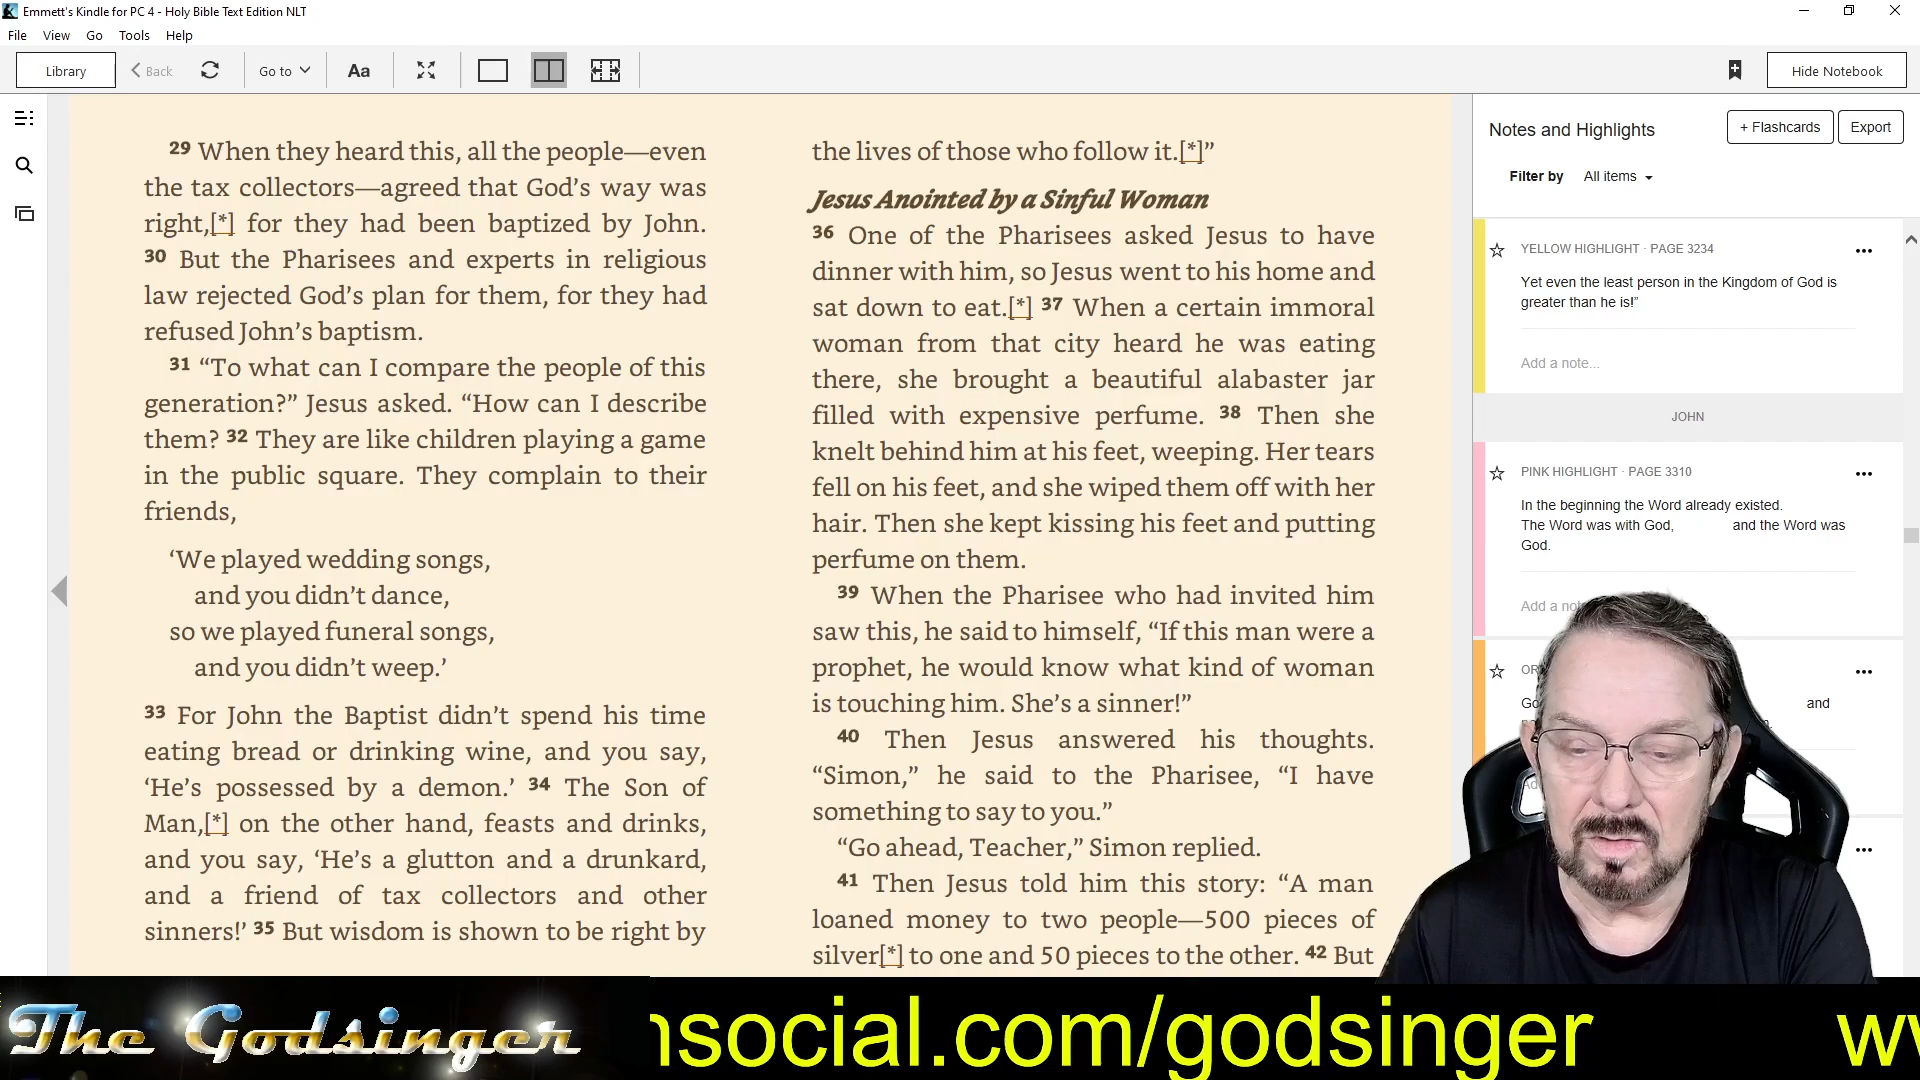 Emmett's Kindle for PC 4 - Holy Bible Text Edition NLT
File View Go Tools Help
Library Back Go to Aa Hide Notebook
29 When they heard this, all the people—even
the tax collectors—agreed that God’s way was
right,[*] for they had been baptized by John.
30 But the Pharisees and experts in religious
law rejected God’s plan for them, for they had
refused John’s baptism.
31 “To what can I compare the people of this
generation?” Jesus asked. “How can I describe
them? 32 They are like children playing a game
in the public square. They complain to their
friends,
‘We played wedding songs,
and you didn’t dance,
so we played funeral songs,
and you didn’t weep.’
33 For John the Baptist didn’t spend his time
eating bread or drinking wine, and you say,
‘He’s possessed by a demon.’ 34 The Son of
Man,[*] on the other hand, feasts and drinks,
and you say, ‘He’s a glutton and a drunkard,
and a friend of tax collectors and other
sinners!’ 35 But wisdom is shown to be right by
the lives of those who follow it.[*]”
Jesus Anointed by a Sinful Woman
36 One of the Pharisees asked Jesus to have
dinner with him, so Jesus went to his home and
sat down to eat.[*] 37 When a certain immoral
woman from that city heard he was eating
there, she brought a beautiful alabaster jar
filled with expensive perfume. 38 Then she
knelt behind him at his feet, weeping. Her tears
fell on his feet, and she wiped them off with her
hair. Then she kept kissing his feet and putting
perfume on them.
39 When the Pharisee who had invited him
saw this, he said to himself, “If this man were a
prophet, he would know what kind of woman
is touching him. She’s a sinner!”
40 Then Jesus answered his thoughts.
“Simon,” he said to the Pharisee, “I have
something to say to you.”
“Go ahead, Teacher,” Simon replied.
41 Then Jesus told him this story: “A man
loaned money to two people—500 pieces of
silver[*] to one and 50 pieces to the other. 42 But
Notes and Highlights + Flashcards Export
Filter by All items
YELLOW HIGHLIGHT · PAGE 3234
Yet even the least person in the Kingdom of God is
greater than he is!”
Add a note...
JOHN
PINK HIGHLIGHT · PAGE 3310
In the beginning the Word already existed.
The Word was with God, and the Word was
God.
Add a
and
The Godsinger
nsocial.com/godsinger